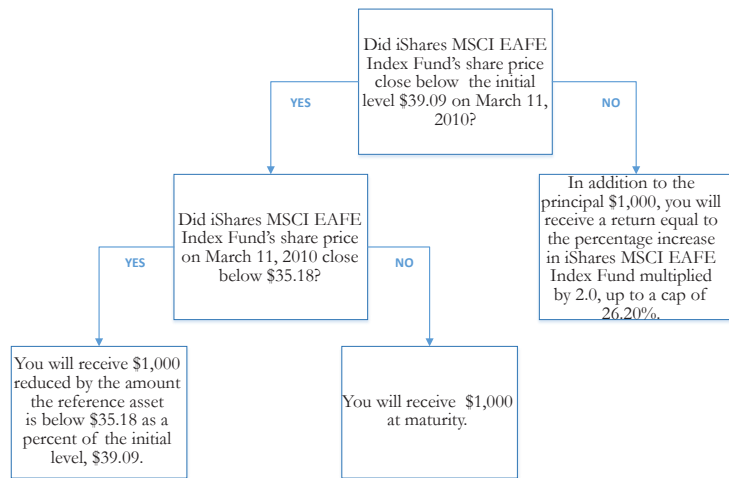 Did iShares MSCI EAFE
Index Fund's share price
close below the initial
level $39.09 on March 11,
2010?
YES
NO
Did iShares MSCI EAFE
Index Fund's share price
on March 11, 2010 close
below $35.18?
In addition to the
principal $1,000, you will
receive a return equal to
the percentage increase
in iShares MSCI EAFE
Index Fund multiplied
by 2.0, up to a cap of
26.20%.
YES
NO
You will receive $1,000
reduced by the amount
the reference asset
is below $35.18 as a
percent of the initial
level, $39.09.
You will receive $1,000
at maturity.